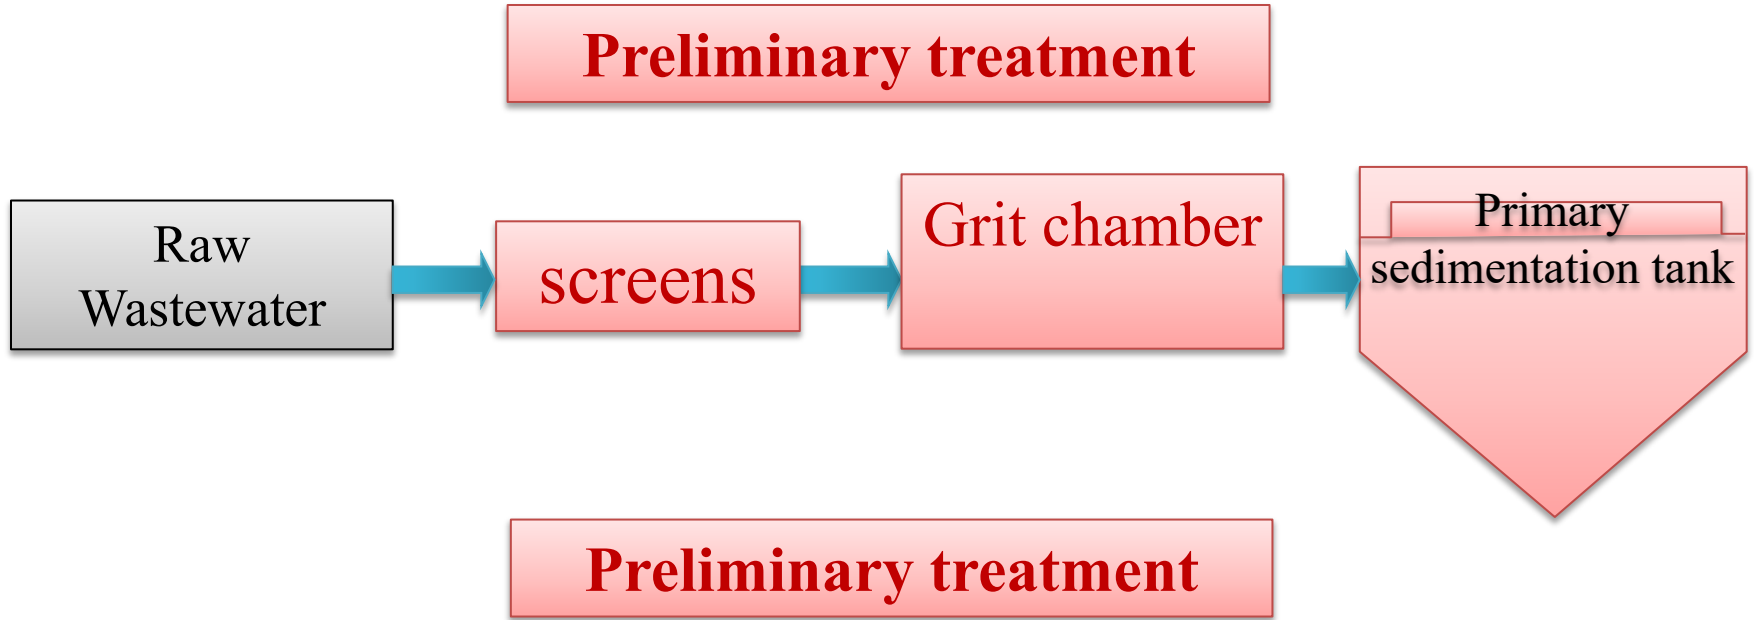 Preliminary treatment
Raw
Wastewater
screens
Grit chamber
Primary
sedimentation tank
Preliminary treatment